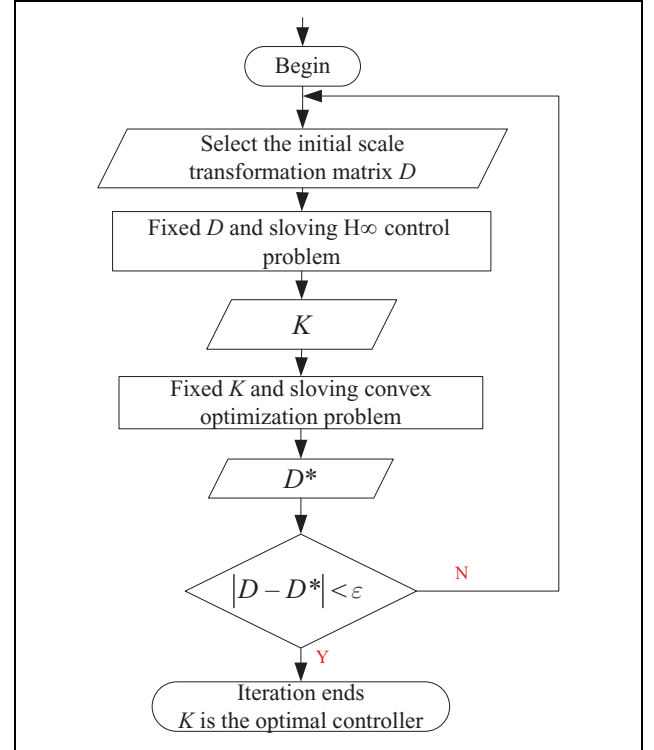 Begin
Select the initial scale
transformation matrix D
Fixed D and sloving H∞ control
problem
K
Fixed K and sloving convex
optimization problem
D*
|D − D*| < ε
N
Y
Iteration ends
K is the optimal controller